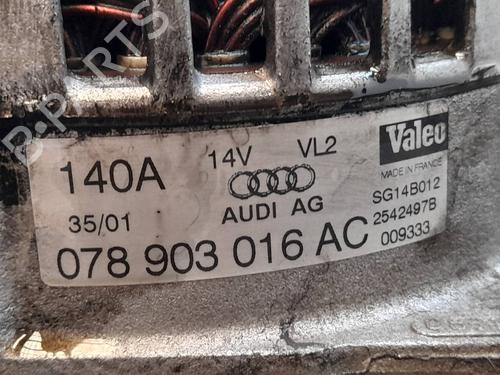 B-PARTS
140A 14V VL2 Valeo
MADE IN FRANCE
35/01 AUDI AG SG14B012
2542497B
078 903 016 AC 009333